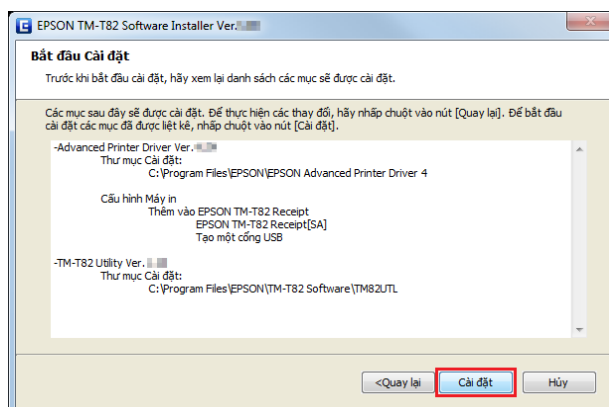 EPSON TM-T82 Software Installer Ver.
Bắt đầu Cài đặt
Trước khi bắt đầu cài đặt, hãy xem lại danh sách các mục sẽ được cài đặt.
Các mục sau đây sẽ được cài đặt. Để thực hiện các thay đổi, hãy nhấp chuột vào nút [Quay lại]. Để bắt đầu
cài đặt các mục đã được liệt kê, nhấp chuột vào nút [Cài đặt].
-Advanced Printer Driver Ver.
Thư mục Cài đặt:
C:\Program Files\EPSON\EPSON Advanced Printer Driver 4
Cấu hình Máy in
Thêm vào EPSON TM-T82 Receipt
EPSON TM-T82 Receipt[SA]
Tạo một cổng USB
-TM-T82 Utility Ver.
Thư mục Cài đặt:
C:\Program Files\EPSON\TM-T82 Software\TM82UTL
<Quay lại Cài đặt Hủy